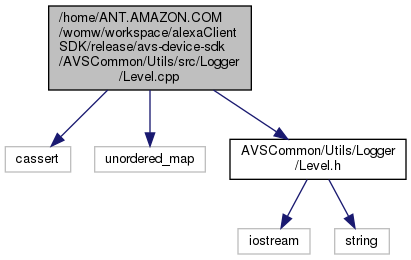 /home/ANT.AMAZON.COM
/womw/workspace/alexaClient
SDK/release/avs-device-sdk
/AVSCommon/Utils/src/Logger
/Level.cpp
cassert
unordered_map
AVSCommon/Utils/Logger
/Level.h
iostream
string